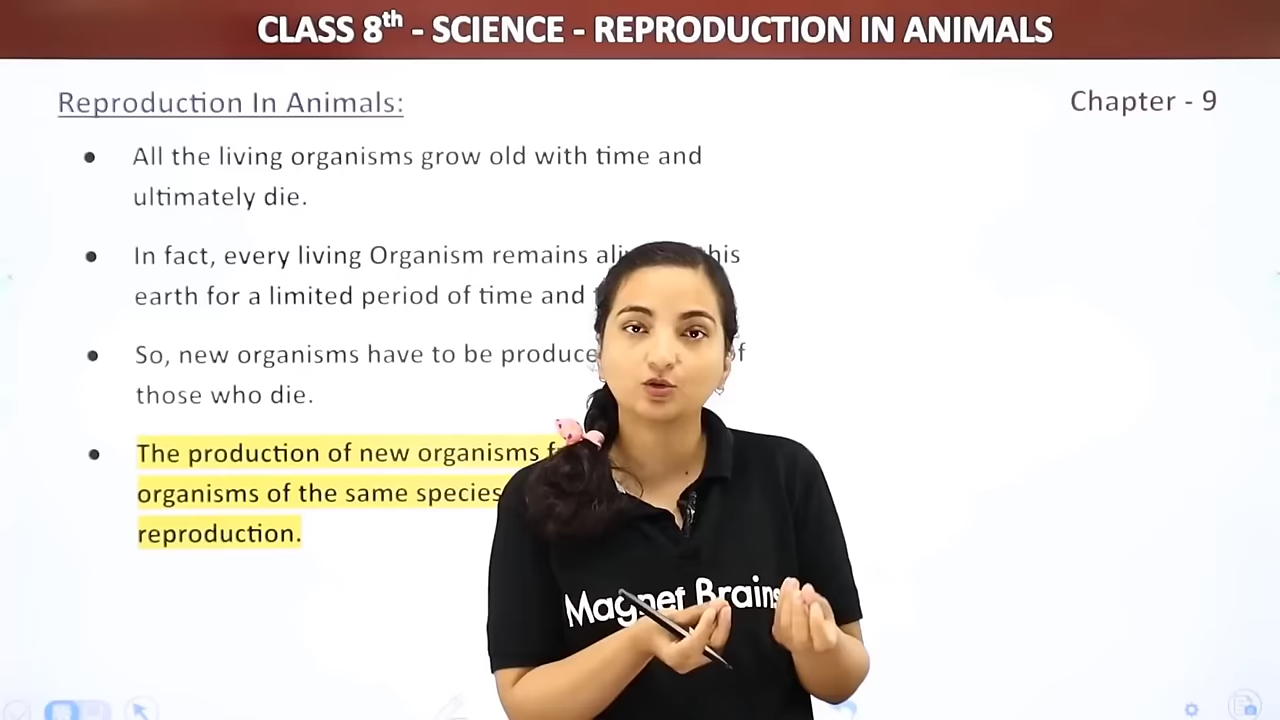 CLASS 8th - SCIENCE - REPRODUCTION IN ANIMALS
Reproduction In Animals:
Chapter - 9
All the living organisms grow old with time and
ultimately die.
In fact, every living Organism remains
earth for a limited period of time and
So, new organisms have to be
those who die.
The production of new organisms
organisms of the same species
reproduction.
Magnet Brains